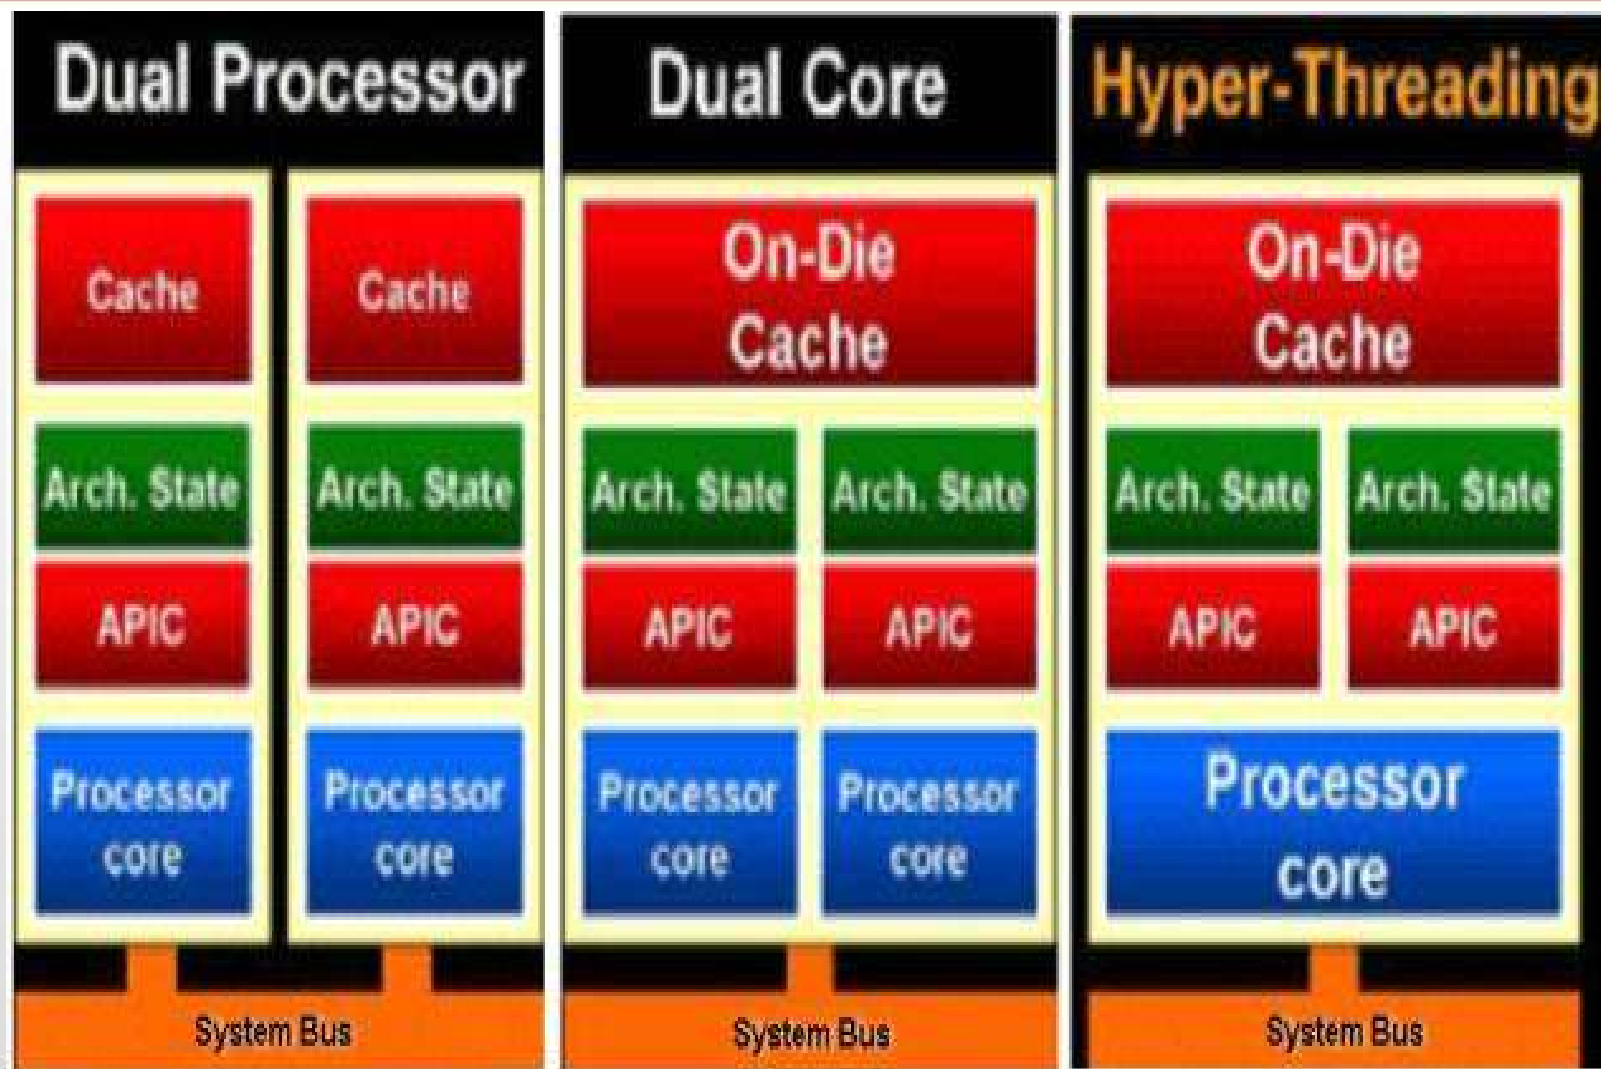 Dual Processor
Cache
Cache
Arch. State
Arch. State
APIC
APIC
Processor
core
Processor
core
System Bus
Dual Core
On-Die
Cache
Arch. State
Arch. State
APIC
APIC
Processor
core
Processor
core
System Bus
Hyper-Threading
On-Die
Cache
Arch. State
Arch. State
APIC
APIC
Processor
core
System Bus